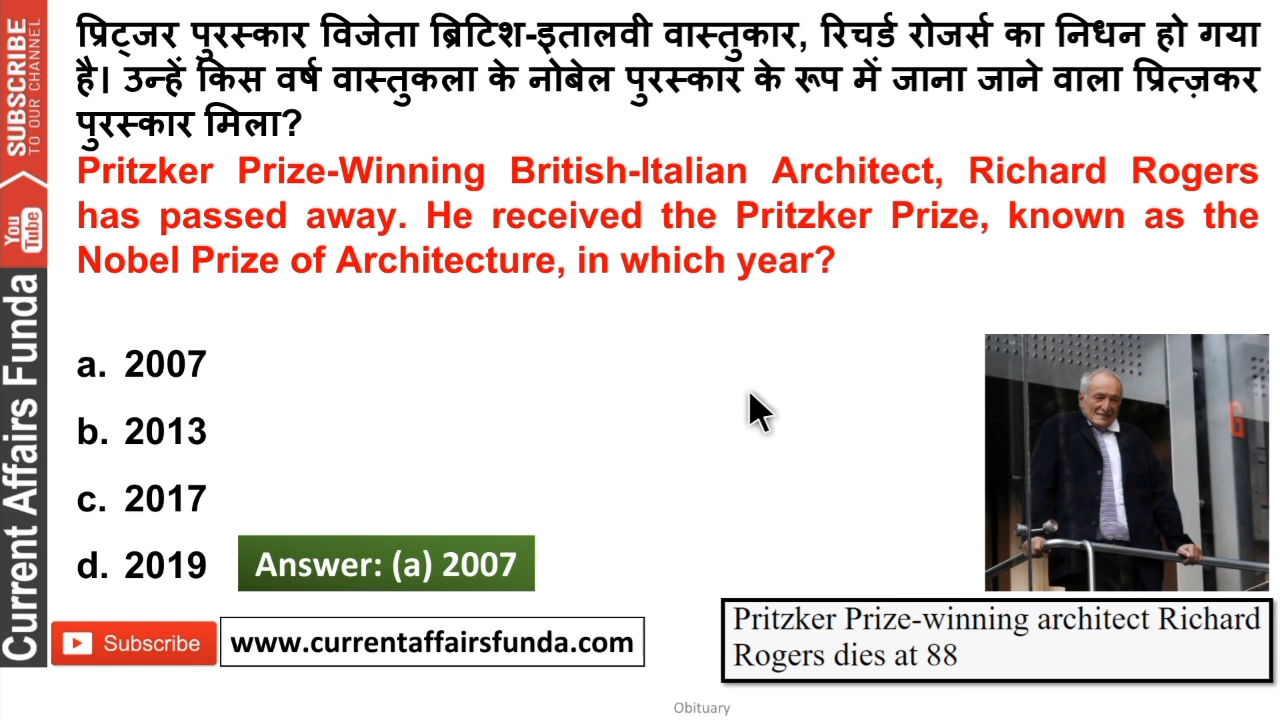 प्रिट्जर पुरस्कार विजेता ब्रिटिश-इतालवी वास्तुकार, रिचर्ड रोजर्स का निधन हो गया
है। उन्हें किस वर्ष वास्तुकला के नोबेल पुरस्कार के रूप में जाना जाने वाला प्रित्ज़कर
पुरस्कार मिला?
Pritzker Prize-Winning British-Italian Architect, Richard Rogers
has passed away. He received the Pritzker Prize, known as the
Nobel Prize of Architecture, in which year?
a. 2007
b. 2013
c. 2017
d. 2019
Answer: (a) 2007
Subscribe
www.currentaffairsfunda.com
Pritzker Prize-winning architect Richard
Rogers dies at 88
Obituary
SUBSCRIBE
TO OUR CHANNEL
You
Tube
Current Affairs Funda
6